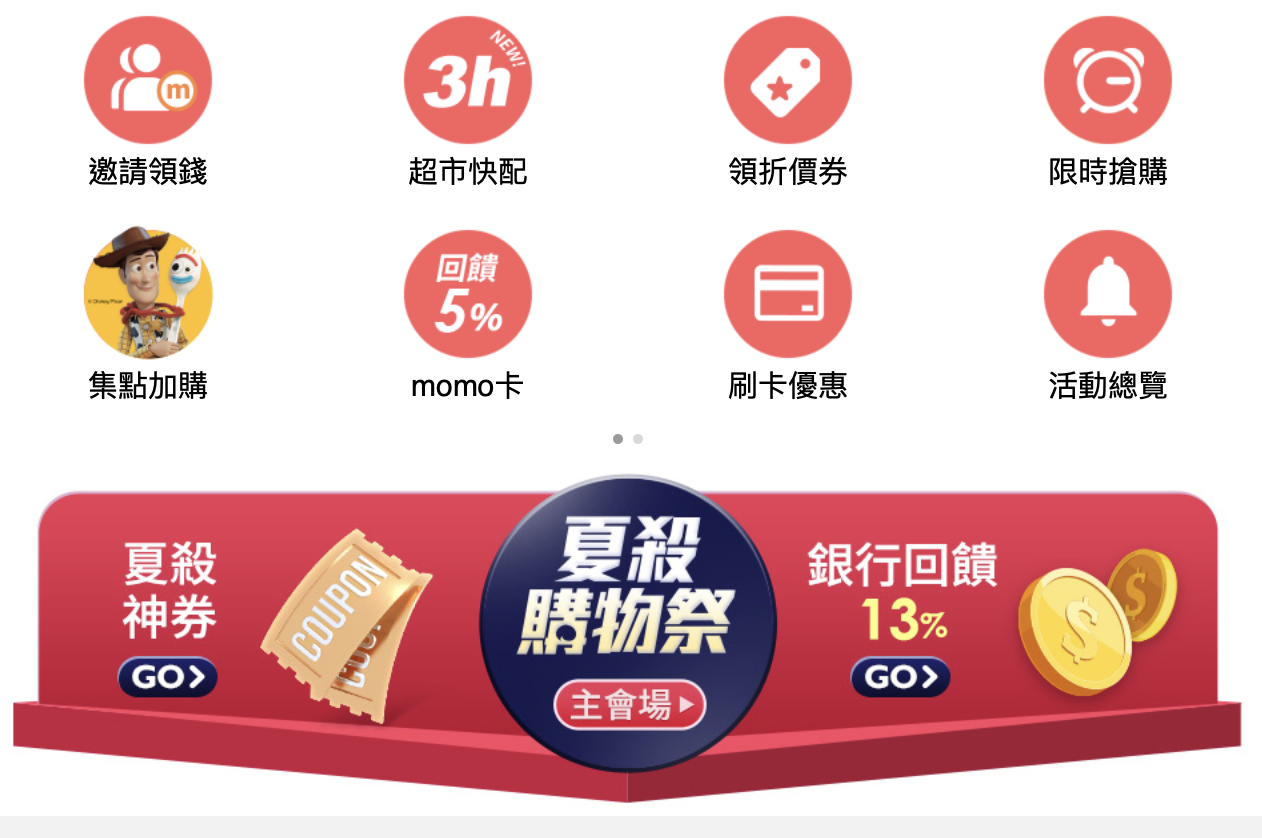 m
3h
NEW!
邀請領錢
超市快配
領折價券
限時搶購
© Disney/Pixar
回饋
5%
集點加購
momo卡
刷卡優惠
活動總覽
夏殺
神券
GO
COUPON
夏殺
購物祭
主會場
銀行回饋
13%
GO
$
$